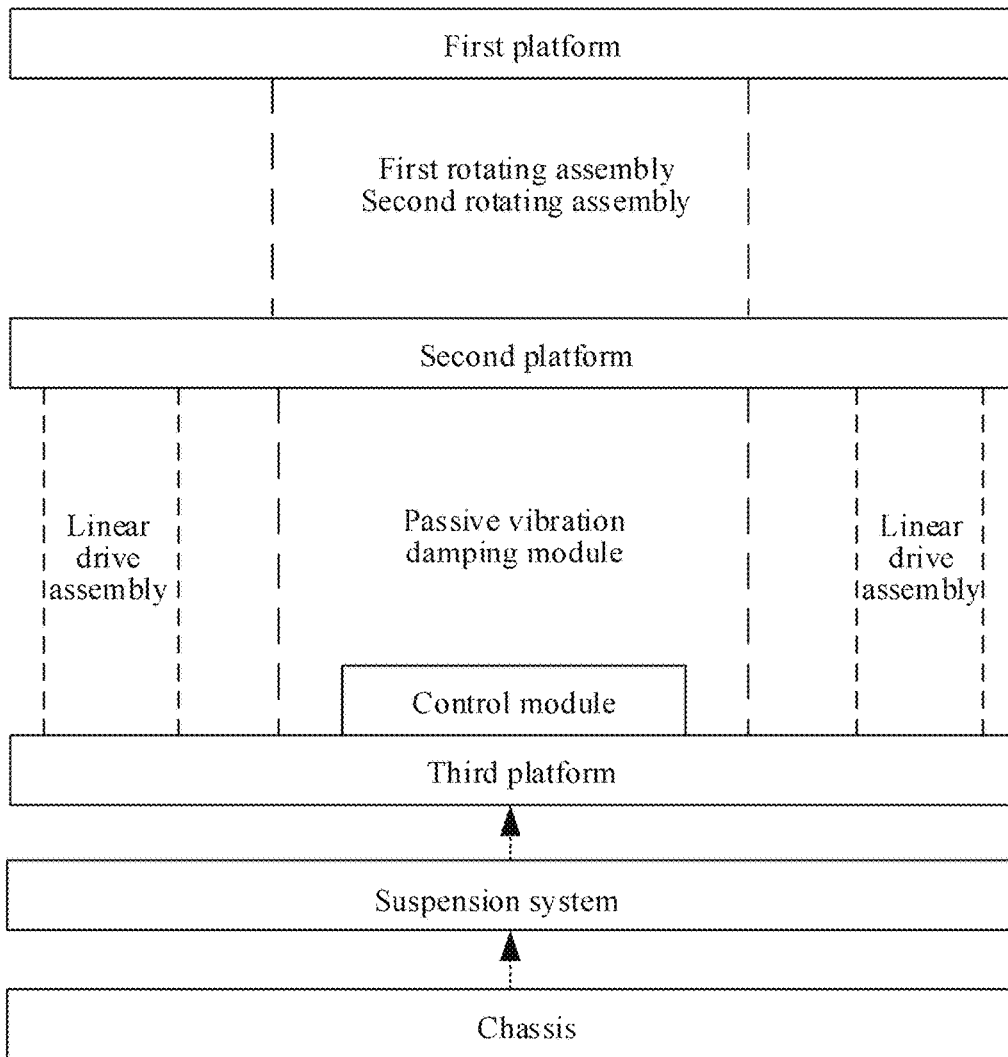 First platform
First rotating assembly
Second rotating assembly
Second platform
Linear
drive
assembly
Passive vibration
damping module
Linear
drive
assembly
Control module
Third platform
Suspension system
Chassis